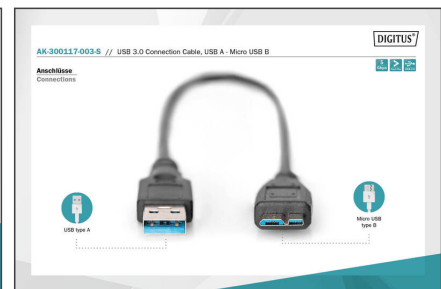 DIGITUS®
AK-300117-003-S // USB 3.0 Connection Cable, USB A - Micro USB B
Anschlüsse
Connections
USB type A
Micro USB
type B